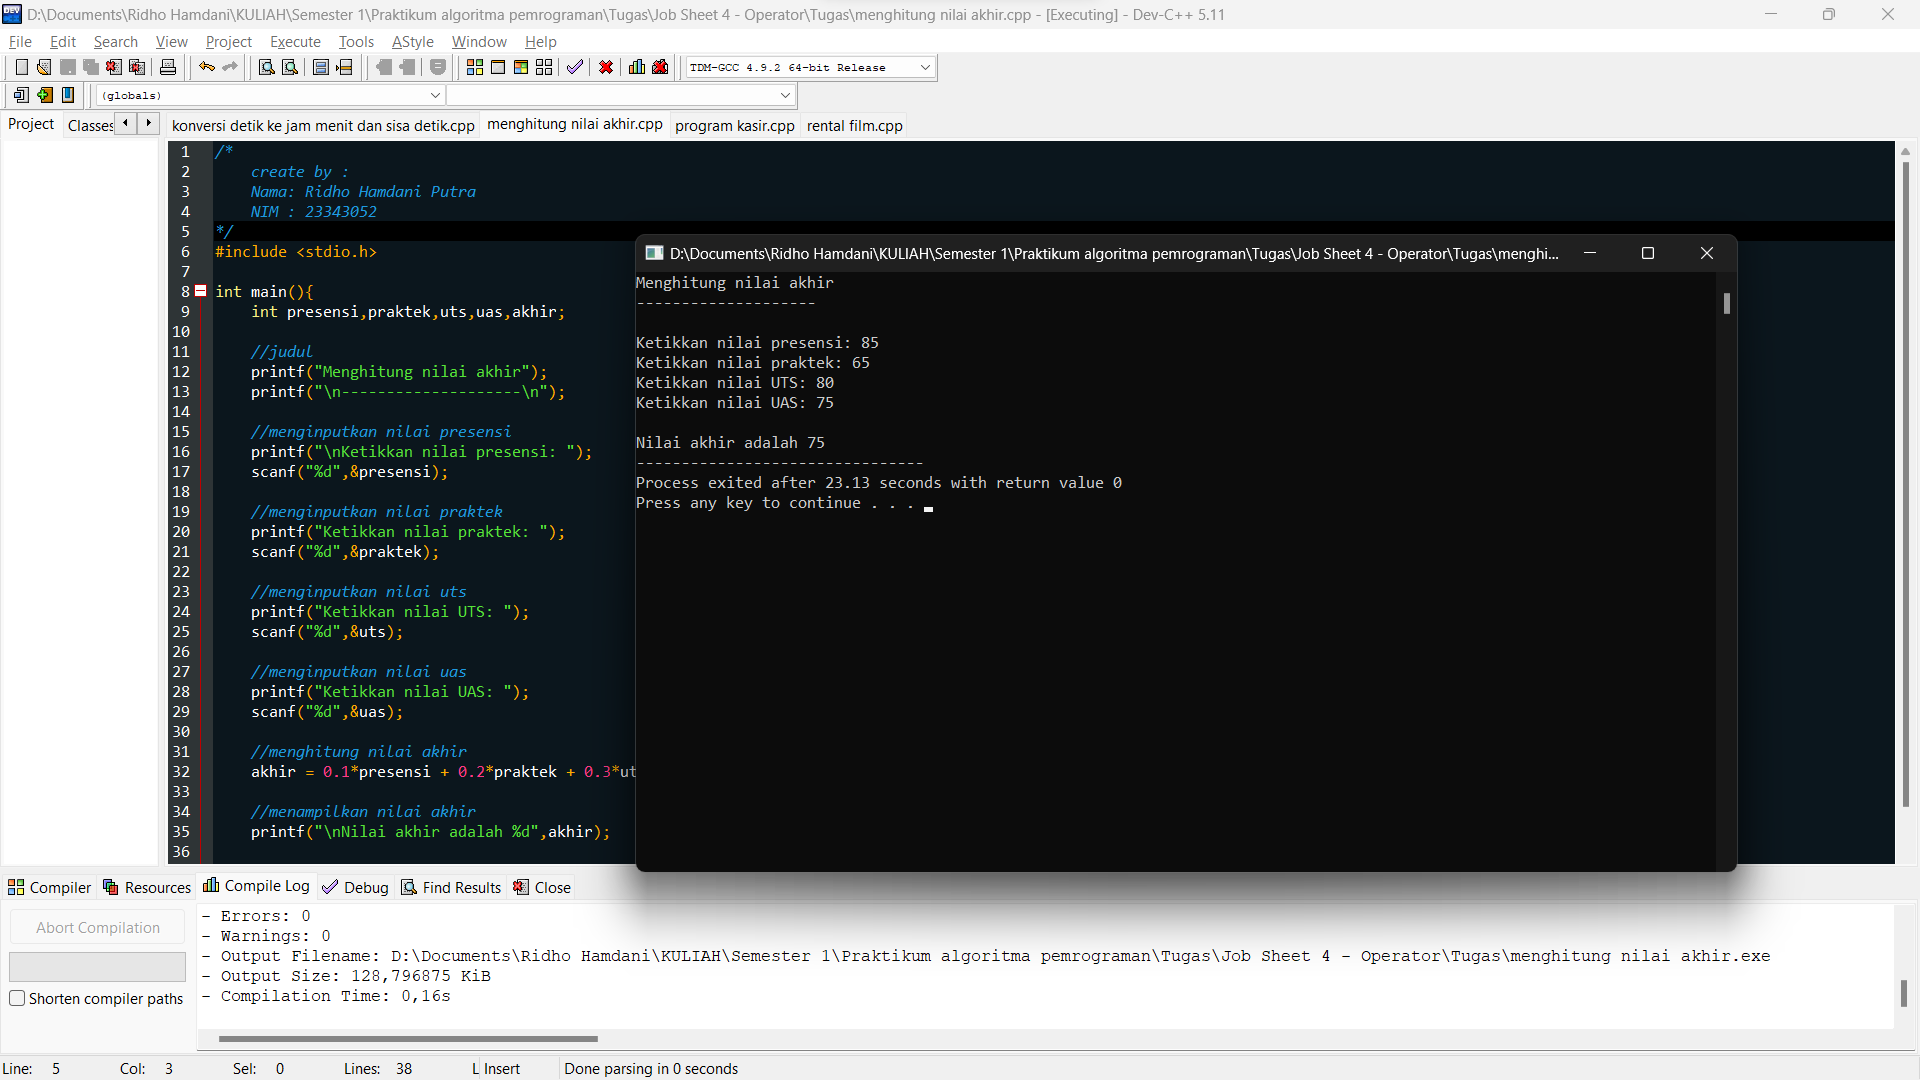 D:\Documents\Ridho Hamdani\KULIAH\Semester 1\Praktikum algoritma pemrograman\Tugas\Job Sheet 4 - Operator\Tugas\menghitung nilai akhir.cpp - [Executing] - Dev-C++ 5.11
File Edit Search View Project Execute Tools AStyle Window Help
TDM-GCC 4.9.2 64-bit Release
(globals)
Project Classes konversi detik ke jam menit dan sisa detik.cpp menghitung nilai akhir.cpp program kasir.cpp rental film.cpp
1 /*
2 create by :
3 Nama: Ridho Hamdani Putra
4 NIM : 23343052
5 */
6 #include <stdio.h>
7
8 int main(){
9 int presensi,praktek,uts,uas,akhir;
10
11 //judul
12 printf("Menghitung nilai akhir");
13 printf("\n--------------------\n");
14
15 //menginputkan nilai presensi
16 printf("\nKetikkan nilai presensi: ");
17 scanf("%d",&presensi);
18
19 //menginputkan nilai praktek
20 printf("Ketikkan nilai praktek: ");
21 scanf("%d",&praktek);
22
23 //menginputkan nilai uts
24 printf("Ketikkan nilai UTS: ");
25 scanf("%d",&uts);
26
27 //menginputkan nilai uas
28 printf("Ketikkan nilai UAS: ");
29 scanf("%d",&uas);
30
31 //menghitung nilai akhir
32 akhir = 0.1*presensi + 0.2*praktek + 0.3*ut
33
34 //menampilkan nilai akhir
35 printf("\nNilai akhir adalah %d",akhir);
36
D:\Documents\Ridho Hamdani\KULIAH\Semester 1\Praktikum algoritma pemrograman\Tugas\Job Sheet 4 - Operator\Tugas\menghi...
Menghitung nilai akhir
--------------------
Ketikkan nilai presensi: 85
Ketikkan nilai praktek: 65
Ketikkan nilai UTS: 80
Ketikkan nilai UAS: 75
Nilai akhir adalah 75
--------------------------------
Process exited after 23.13 seconds with return value 0
Press any key to continue . . .
Compiler Resources Compile Log Debug Find Results Close
Abort Compilation
Shorten compiler paths
- Errors: 0
- Warnings: 0
- Output Filename: D:\Documents\Ridho Hamdani\KULIAH\Semester 1\Praktikum algoritma pemrograman\Tugas\Job Sheet 4 - Operator\Tugas\menghitung nilai akhir.exe
- Output Size: 128,796875 KiB
- Compilation Time: 0,16s
Line: 5 Col: 3 Sel: 0 Lines: 38 L Insert Done parsing in 0 seconds